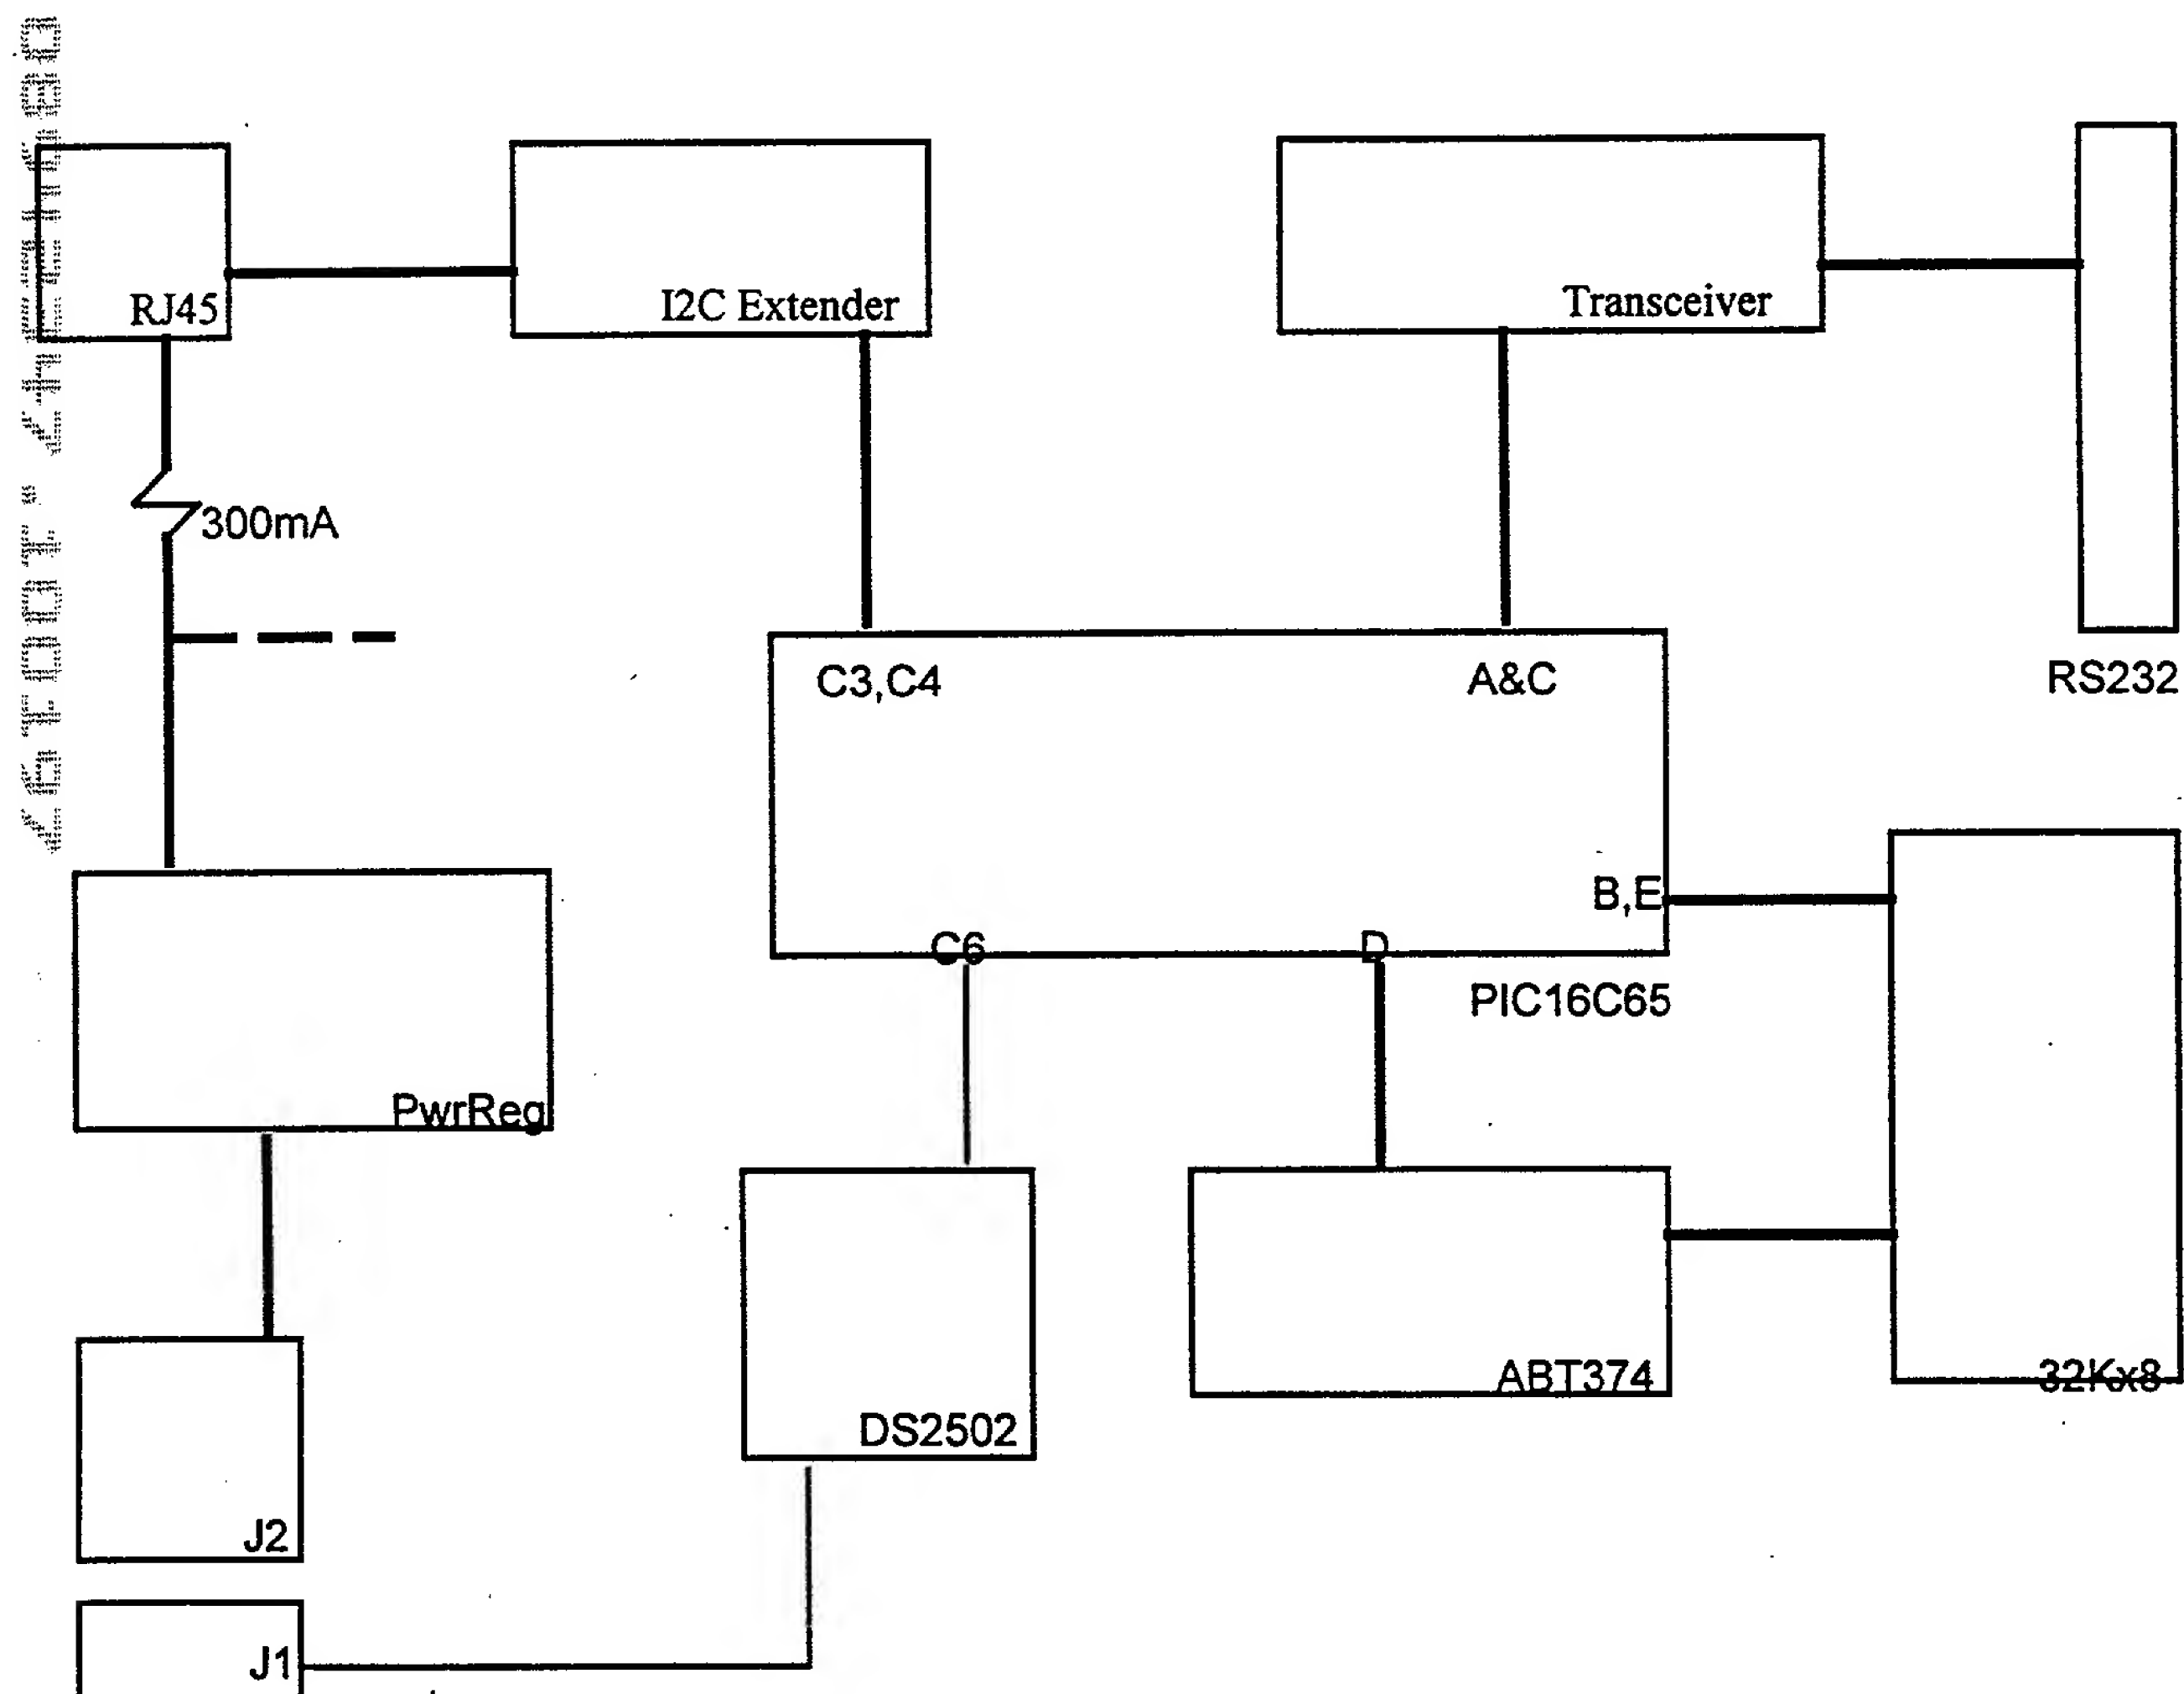 RJ45
I2C Extender
Transceiver
300mA
C3,C4
A&C
RS232
B,E
C6
D
PIC16C65
PwrReg
ABT374
32Kx8
DS2502
J2
J1